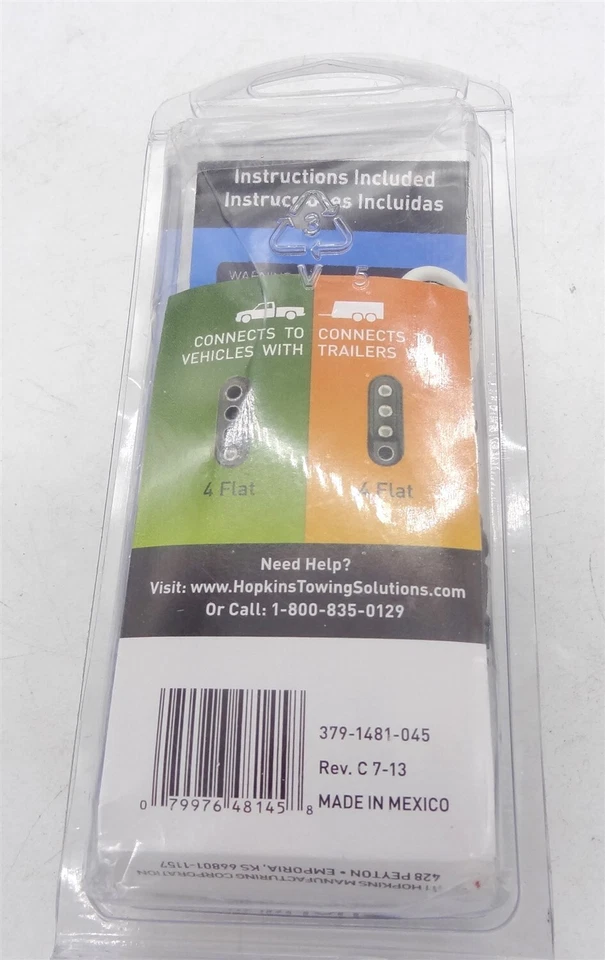 Instructions Included
Incluidas
3
V 5
CONNECTS TO
VEHICLES WITH
CONNECTS TO
TRAILERS
4 Flat
4 Flat
Need Help?
Visit: www.HopkinsTowingSolutions.com
Or Call: 1-800-835-0129
379-1481-045
Rev. C 7-13
MADE IN MEXICO
0 79976 48145 8
HOPKINS MANUFACTURING CORPORATION
428 PEYTON • EMPORIA, KS 66801-1157